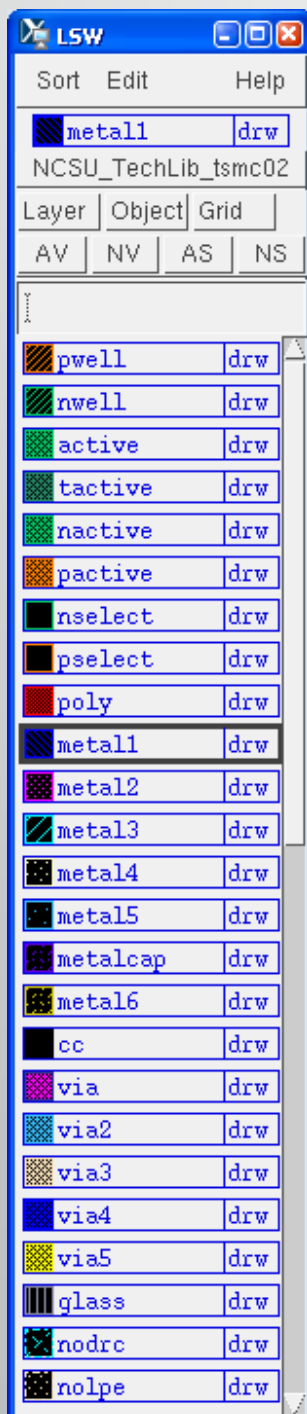 LSW
Sort Edit Help
metal1 drw
NCSU_TechLib_tsmc02
Layer Object Grid
AV NV AS NS
pwell drw
nwell drw
active drw
tactive drw
nactive drw
pactive drw
nselect drw
pselect drw
poly drw
metal1 drw
metal2 drw
metal3 drw
metal4 drw
metal5 drw
metalcap drw
metal6 drw
cc drw
via drw
via2 drw
via3 drw
via4 drw
via5 drw
glass drw
nodrc drw
nolpe drw